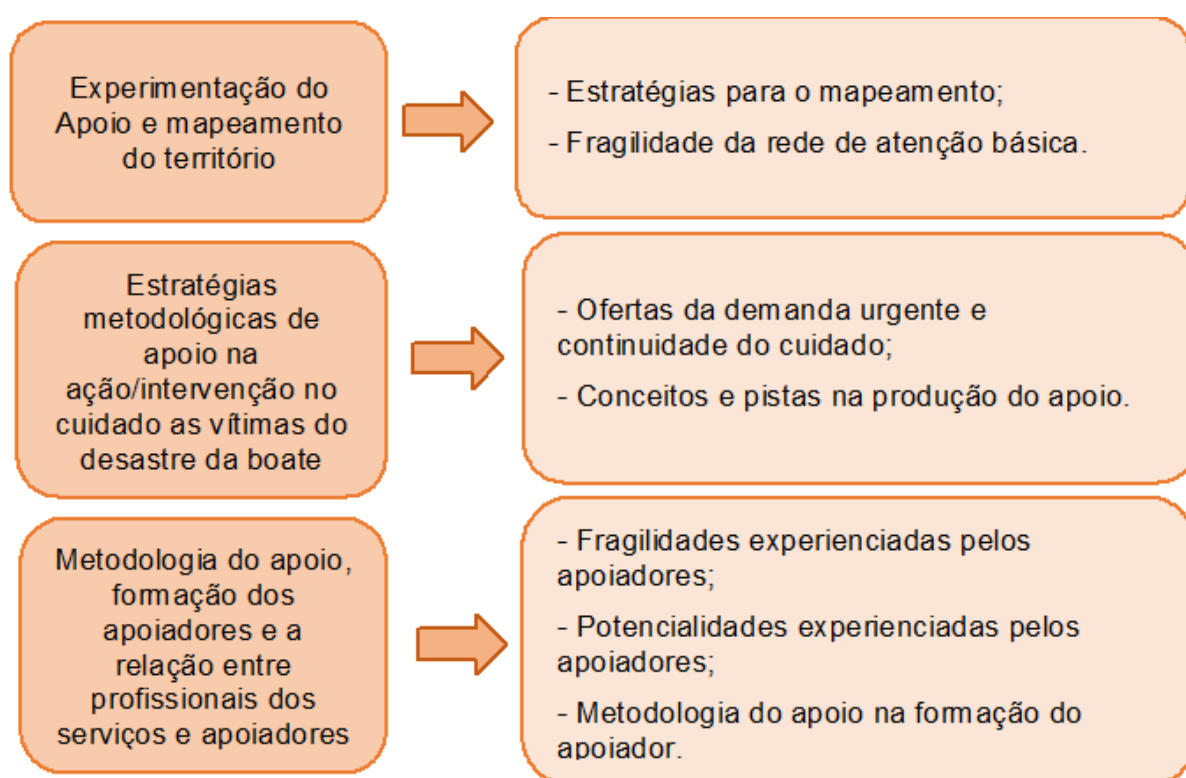 Experimentação do
Apoio e mapeamento
do território
- Estratégias para o mapeamento;
- Fragilidade da rede de atenção básica.
Estratégias
metodológicas de
apoio na
ação/intervenção no
cuidado as vítimas do
desastre da boate
- Ofertas da demanda urgente e
continuidade do cuidado;
- Conceitos e pistas na produção do apoio.
Metodologia do apoio,
formação dos
apoiadores e a
relação entre
profissionais dos
serviços e apoiadores
- Fragilidades experienciadas pelos
apoiadores;
- Potencialidades experienciadas pelos
apoiadores;
- Metodologia do apoio na formação do
apoiador.